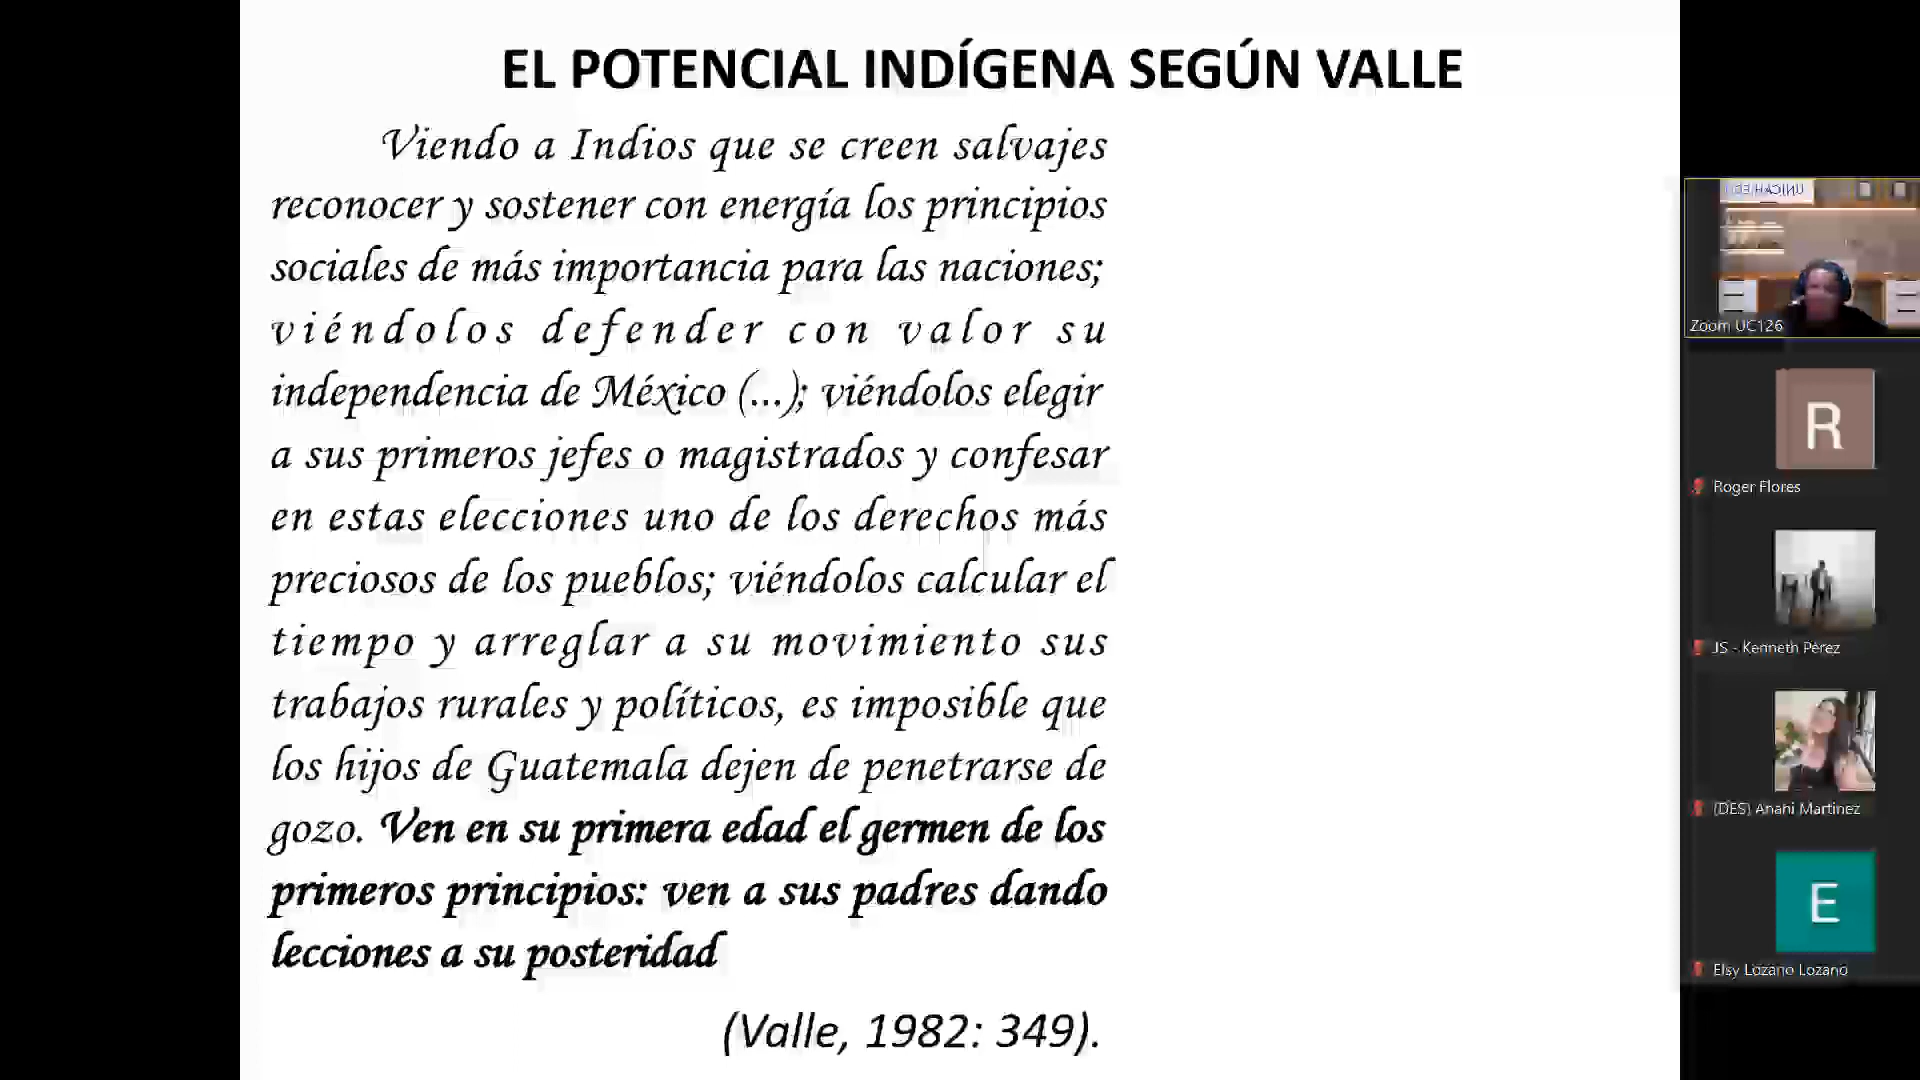 EL POTENCIAL INDÍGENA SEGÚN VALLE
Viendo a Indios que se creen salvajes
reconocer y sostener con energía los principios
sociales de más importancia para las naciones;
viéndolos defender con valor su
independencia de México (...); viéndolos elegir
a sus primeros jefes o magistrados y confesar
en estas elecciones uno de los derechos más
preciosos de los pueblos; viéndolos calcular el
tiempo y arreglar a su movimiento sus
trabajos rurales y políticos, es imposible que
los hijos de Guatemala dejen de penetrarse de
gozo. Ven en su primera edad el germen de los
primeros principios: ven a sus padres dando
lecciones a su posteridad
(Valle, 1982: 349).
Zoom UC126
R
Roger Flores
JS - Kenneth Pérez
(DES) Anahi Martinez
E
Elsy Lozano Lozano